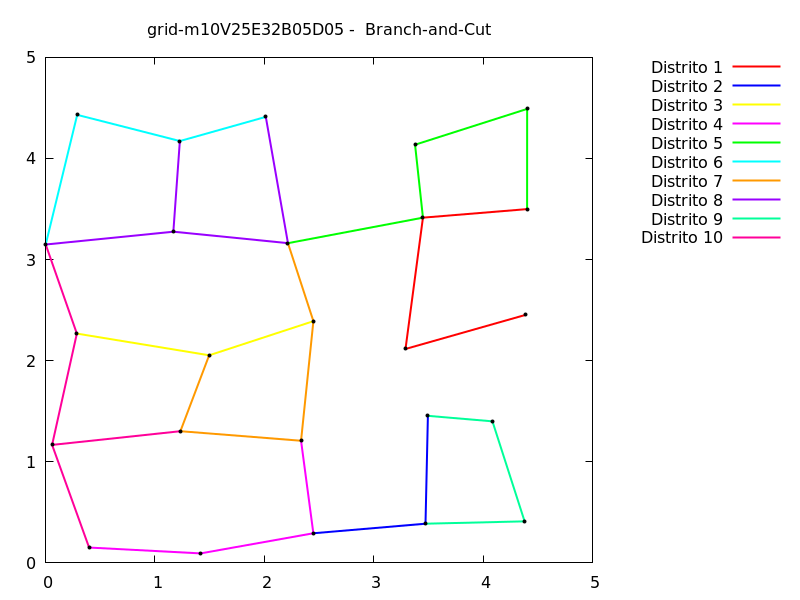 grid-m10V25E32B05D05 -  Branch-and-Cut
5
4
3
2
1
0
0 1 2 3 4 5
Distrito 1
Distrito 2
Distrito 3
Distrito 4
Distrito 5
Distrito 6
Distrito 7
Distrito 8
Distrito 9
Distrito 10